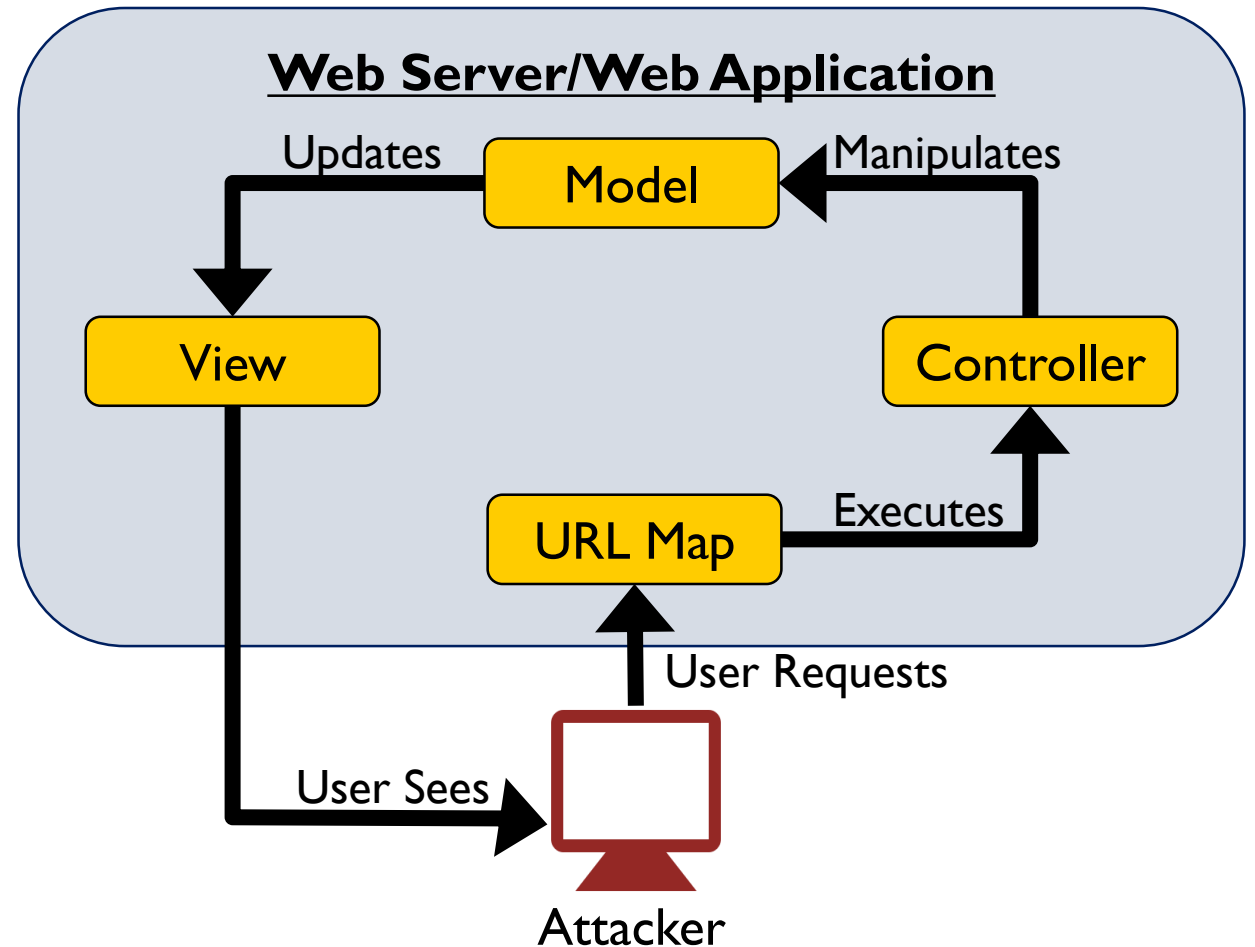 Web Server/Web Application
Updates
Model
Manipulates
View
Controller
URL Map
Executes
User Requests
User Sees
Attacker